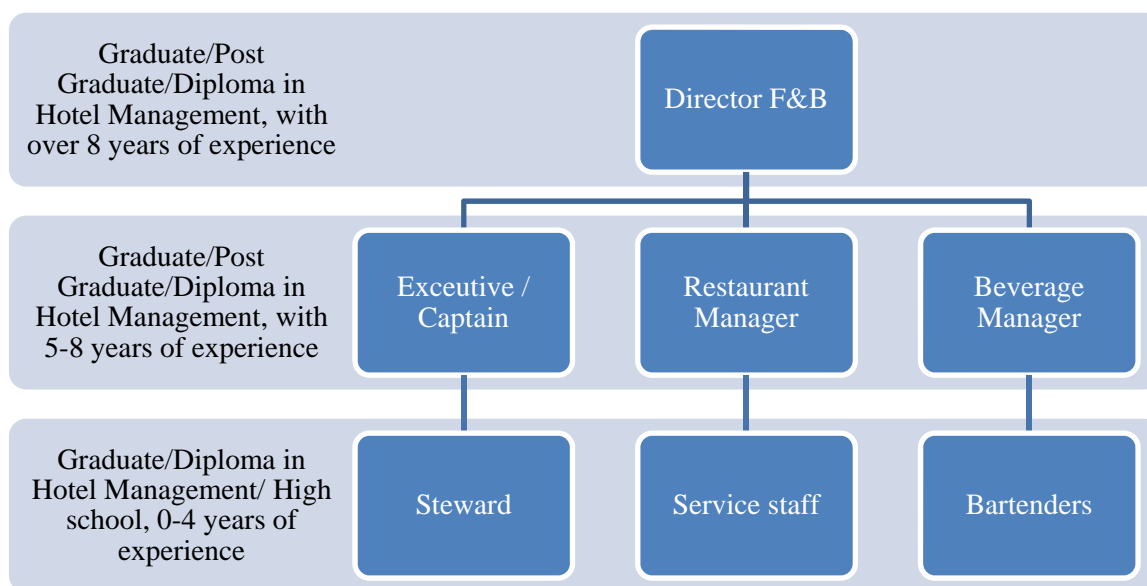 Graduate/Post
Graduate/Diploma in
Hotel Management, with
over 8 years of experience
Director F&B
Graduate/Post
Graduate/Diploma in
Hotel Management, with
5-8 years of experience
Exceutive /
Captain
Restaurant
Manager
Beverage
Manager
Graduate/Diploma in
Hotel Management/ High
school, 0-4 years of
experience
Steward
Service staff
Bartenders